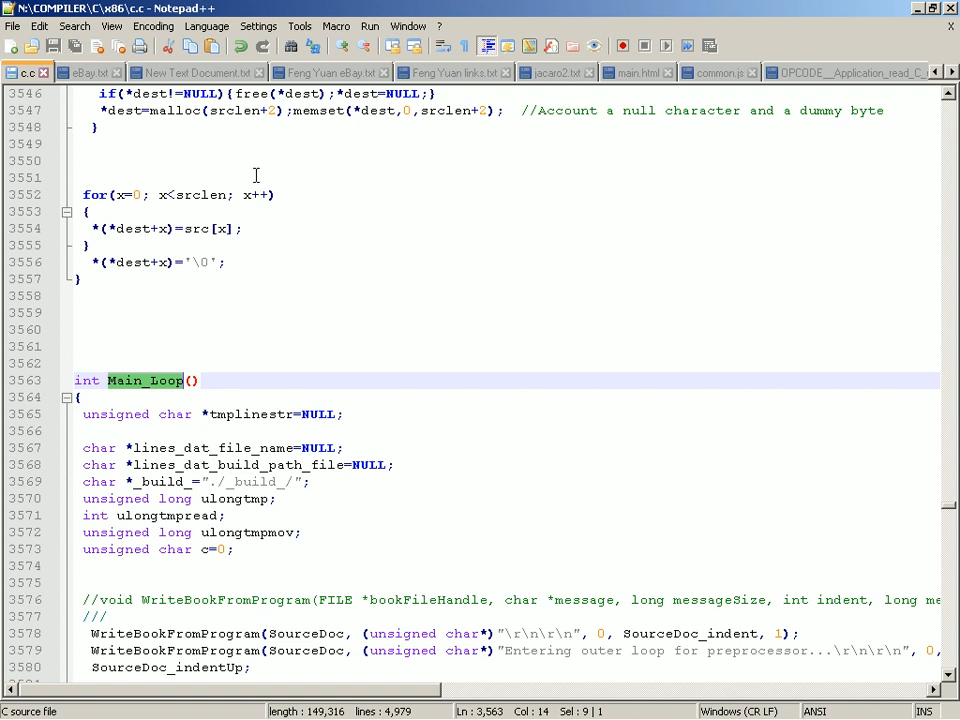 N:\COMPILER\C\x86\c.c - Notepad++
File Edit Search View Encoding Language Settings Tools Macro Run Window ? X
c.c eBay.txt New Text Document.txt Feng Yuan eBay.txt Feng Yuan links.txt jacaro2.txt main.html common.js OPCODE__Application_read_C_
3546 if(*dest!=NULL){free(*dest);*dest=NULL;}
3547 *dest=malloc(srclen+2);memset(*dest,0,srclen+2); //Account a null character and a dummy byte
3548 }
3549
3550
3551
3552 for(x=0; x<srclen; x++)
3553 {
3554 *(*dest+x)=src[x];
3555 }
3556 *(*dest+x)='\0';
3557 }
3558
3559
3560
3561
3562
3563 int Main_Loop()
3564 {
3565 unsigned char *tmplinestr=NULL;
3566
3567 char *lines_dat_file_name=NULL;
3568 char *lines_dat_build_path_file=NULL;
3569 char *_build_="./_build_/";
3570 unsigned long ulongtmp;
3571 int ulongtmpread;
3572 unsigned long ulongtmpmov;
3573 unsigned char c=0;
3574
3575
3576 //void WriteBookFromProgram(FILE *bookFileHandle, char *message, long messageSize, int indent, long me
3577 ///
3578 WriteBookFromProgram(SourceDoc, (unsigned char*)"\r\n\r\n", 0, SourceDoc_indent, 1);
3579 WriteBookFromProgram(SourceDoc, (unsigned char*)"Entering outer loop for preprocessor...\r\n\r\n", 0,
3580 SourceDoc_indentUp;
C source file length : 149,316 lines : 4,979 Ln : 3,563 Col : 14 Sel : 9 | 1 Windows (CR LF) ANSI INS